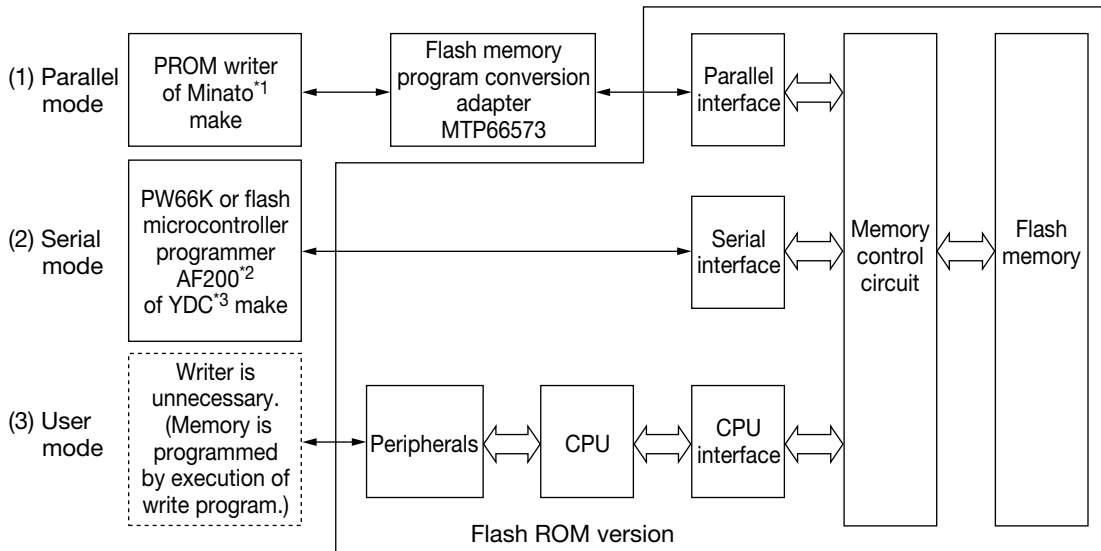 (1) Parallel
mode
PROM writer
of Minato*1
make
Flash memory
program conversion
adapter
MTP66573
Parallel
interface
(2) Serial
mode
PW66K or flash
microcontroller
programmer
AF200*2
of YDC*3 make
Serial
interface
Memory
control
circuit
Flash
memory
(3) User
mode
Writer is
unnecessary.
(Memory is
programmed
by execution of
write program.)
Peripherals
CPU
CPU
interface
Flash ROM version